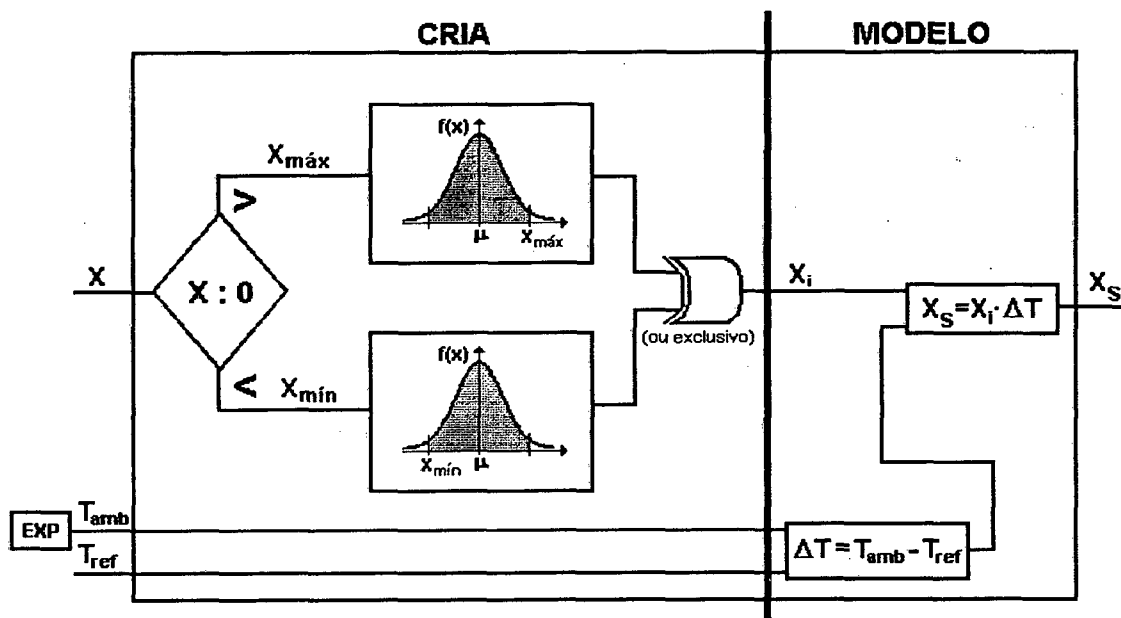 CRIA
MODELO
f(x)
Xmáx
>
μ
xmáx
X
X : 0
Xi
XS
XS=Xi·ΔT
(ou exclusivo)
f(x)
<
Xmín
xmín
μ
Tamb
EXP
Tref
ΔT=Tamb-Tref